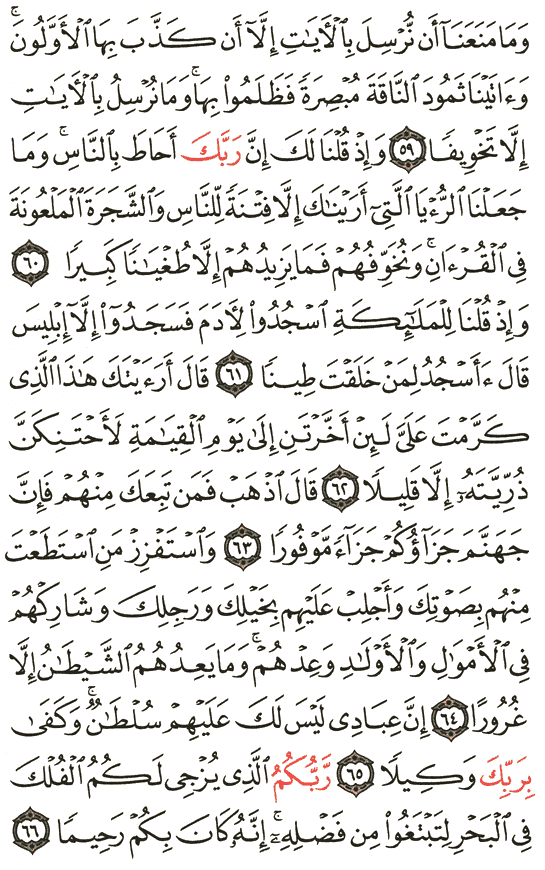 وَمَا مَنَعَنَآ أَن نُّرْسِلَ بِٱلْءَايَٰتِ إِلَّآ أَن كَذَّبَ بِهَا ٱلْأَوَّلُونَ ۚ
وَءَاتَيْنَا ثَمُودَ ٱلنَّاقَةَ مُبْصِرَةً فَظَلَمُوا۟ بِهَا ۚ وَمَا نُرْسِلُ بِٱلْءَايَٰتِ
إِلَّا تَخْوِيفًا ٥٩ وَإِذْ قُلْنَا لَكَ إِنَّ رَبَّكَ أَحَاطَ بِٱلنَّاسِ ۚ وَمَا
جَعَلْنَا ٱلرُّءْيَا ٱلَّتِىٓ أَرَيْنَٰكَ إِلَّا فِتْنَةً لِّلنَّاسِ وَٱلشَّجَرَةَ ٱلْمَلْعُونَةَ
فِى ٱلْقُرْءَانِ ۚ وَنُخَوِّفُهُمْ فَمَا يَزِيدُهُمْ إِلَّا طُغْيَٰنًا كَبِيرًا ٦٠
وَإِذْ قُلْنَا لِلْمَلَٰٓئِكَةِ ٱسْجُدُوا۟ لِءَادَمَ فَسَجَدُوٓا۟ إِلَّآ إِبْلِيسَ
قَالَ ءَأَسْجُدُ لِمَنْ خَلَقْتَ طِينًا ٦١ قَالَ أَرَءَيْتَكَ هَٰذَا ٱلَّذِى
كَرَّمْتَ عَلَىَّ لَئِنْ أَخَّرْتَنِ إِلَىٰ يَوْمِ ٱلْقِيَٰمَةِ لَأَحْتَنِكَنَّ
ذُرِّيَّتَهُۥٓ إِلَّا قَلِيلًا ٦٢ قَالَ ٱذْهَبْ فَمَن تَبِعَكَ مِنْهُمْ فَإِنَّ
جَهَنَّمَ جَزَآؤُكُمْ جَزَآءً مَّوْفُورًا ٦٣ وَٱسْتَفْزِزْ مَنِ ٱسْتَطَعْتَ
مِنْهُم بِصَوْتِكَ وَأَجْلِبْ عَلَيْهِم بِخَيْلِكَ وَرَجِلِكَ وَشَارِكْهُمْ
فِى ٱلْأَمْوَٰلِ وَٱلْأَوْلَٰدِ وَعِدْهُمْ ۚ وَمَا يَعِدُهُمُ ٱلشَّيْطَٰنُ إِلَّا
غُرُورًا ٦٤ إِنَّ عِبَادِى لَيْسَ لَكَ عَلَيْهِمْ سُلْطَٰنٌ ۚ وَكَفَىٰ
بِرَبِّكَ وَكِيلًا ٦٥ رَّبُّكُمُ ٱلَّذِى يُزْجِى لَكُمُ ٱلْفُلْكَ
فِى ٱلْبَحْرِ لِتَبْتَغُوا۟ مِن فَضْلِهِۦٓ ۚ إِنَّهُۥ كَانَ بِكُمْ رَحِيمًا ٦٦